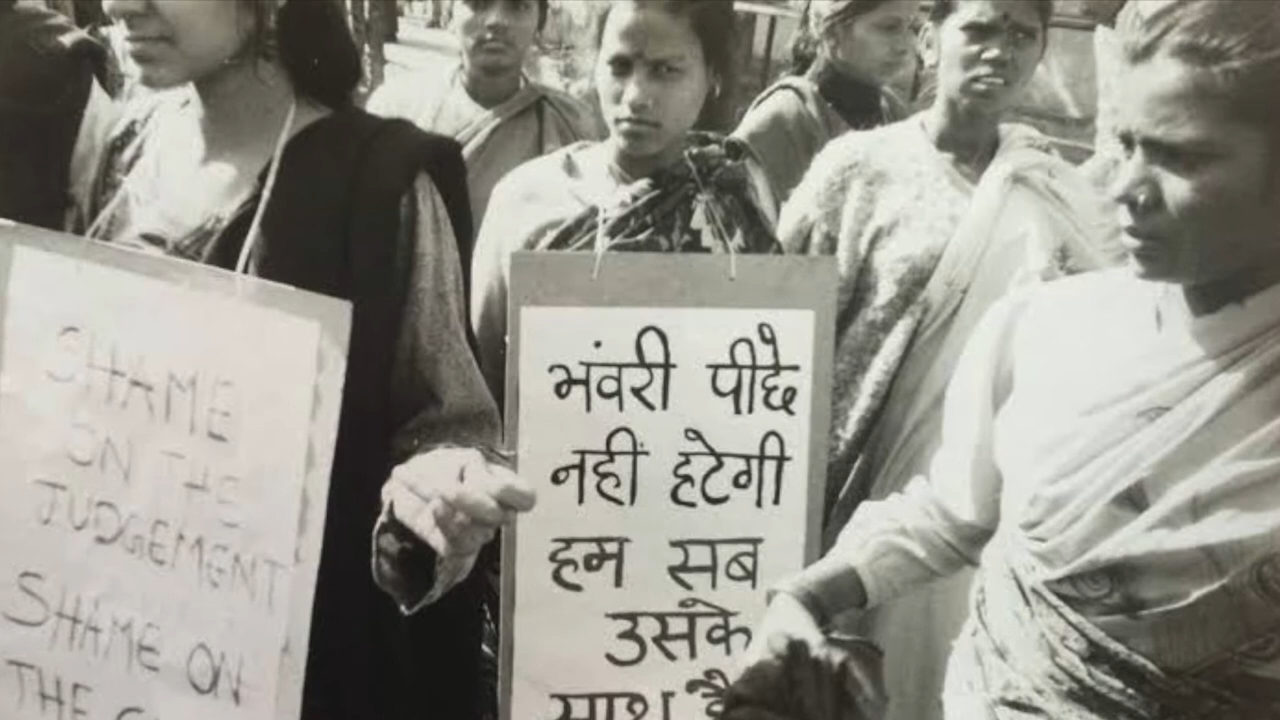 SHAME
ON THE
JUDGEMENT
SHAME ON
THE
भंवरी पीछे
नहीं हटेगी
हम सब
उसके
साथ है